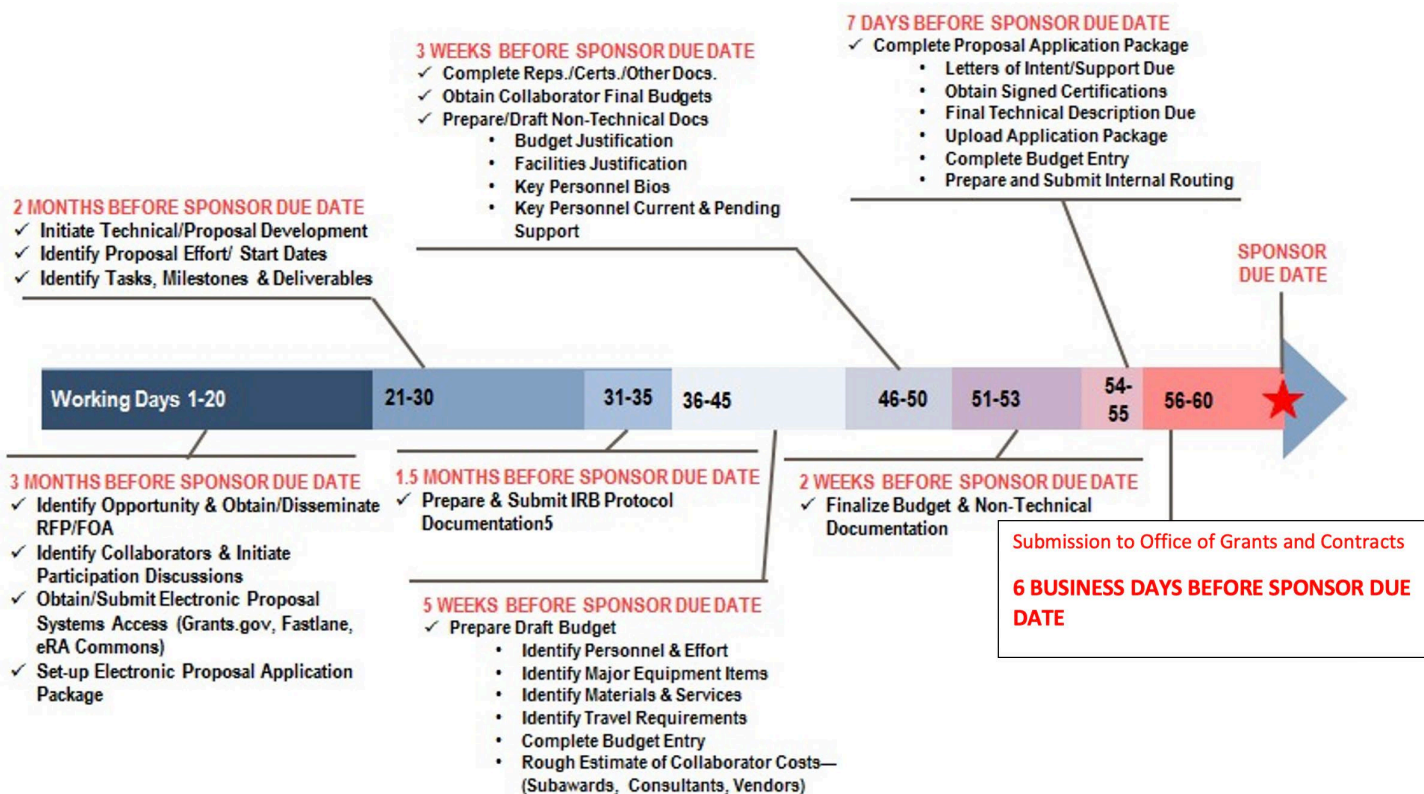 7 DAYS BEFORE SPONSOR DUE DATE
✓ Complete Proposal Application Package
• Letters of Intent/Support Due
• Obtain Signed Certifications
• Final Technical Description Due
• Upload Application Package
• Complete Budget Entry
• Prepare and Submit Internal Routing
3 WEEKS BEFORE SPONSOR DUE DATE
✓ Complete Reps./Certs./Other Docs.
✓ Obtain Collaborator Final Budgets
✓ Prepare/Draft Non-Technical Docs
• Budget Justification
• Facilities Justification
• Key Personnel Bios
• Key Personnel Current & Pending
Support
2 MONTHS BEFORE SPONSOR DUE DATE
✓ Initiate Technical/Proposal Development
✓ Identify Proposal Effort/ Start Dates
✓ Identify Tasks, Milestones & Deliverables
SPONSOR
DUE DATE
Working Days 1-20
21-30
31-35
36-45
46-50
51-53
54-
55
56-60
3 MONTHS BEFORE SPONSOR DUE DATE
✓ Identify Opportunity & Obtain/Disseminate
RFP/FOA
✓ Identify Collaborators & Initiate
Participation Discussions
✓ Obtain/Submit Electronic Proposal
Systems Access (Grants.gov, Fastlane,
eRA Commons)
✓ Set-up Electronic Proposal Application
Package
1.5 MONTHS BEFORE SPONSOR DUE DATE
✓ Prepare & Submit IRB Protocol
Documentation5
2 WEEKS BEFORE SPONSOR DUE DATE
✓ Finalize Budget & Non-Technical
Documentation
Submission to Office of Grants and Contracts
6 BUSINESS DAYS BEFORE SPONSOR DUE
DATE
5 WEEKS BEFORE SPONSOR DUE DATE
✓ Prepare Draft Budget
• Identify Personnel & Effort
• Identify Major Equipment Items
• Identify Materials & Services
• Identify Travel Requirements
• Complete Budget Entry
• Rough Estimate of Collaborator Costs—
(Subawards, Consultants, Vendors)